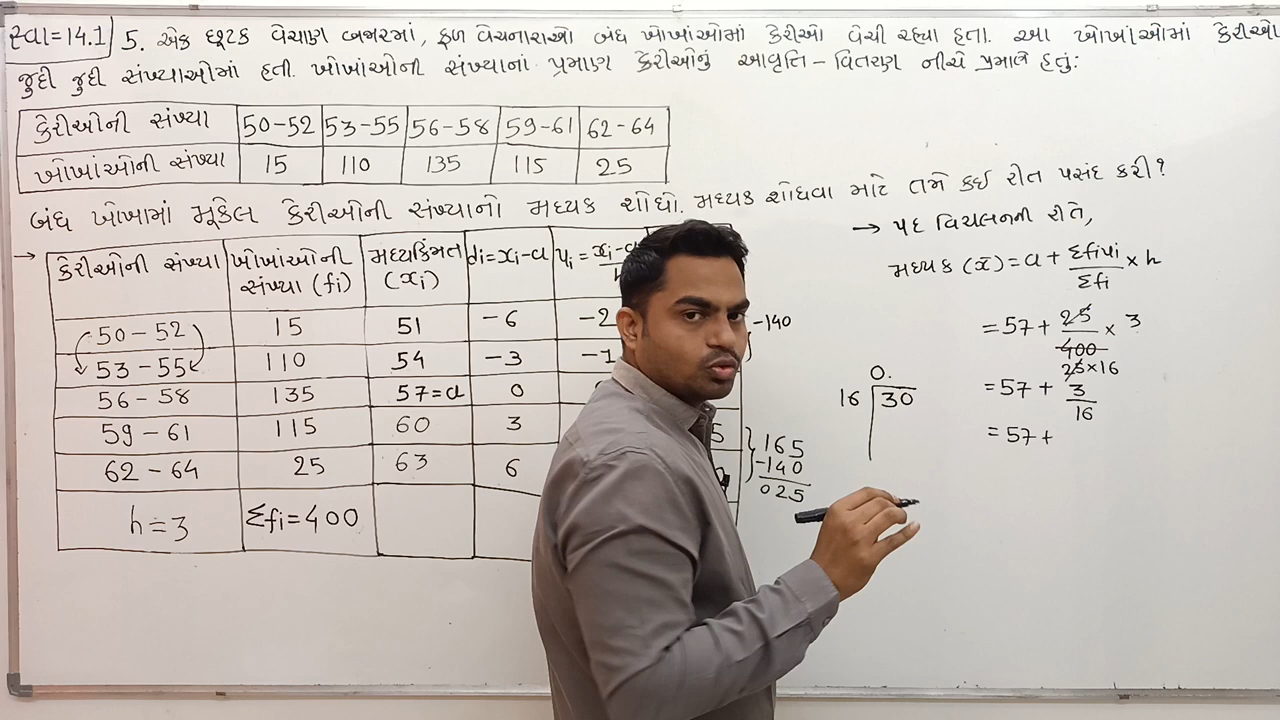 સ્વા=14.1 5. એક છૂટક વેચાણ બજારમાં, ફળ વેચનારાઓ બંધ ખોખાંઓમાં કેરીઓ વેચી રહ્યા હતા. આ ખોખાંઓમાં કેરીઓ
જુદી જુદી સંખ્યાઓમાં હતી. ખોખાંઓની સંખ્યાનાં પ્રમાણે કેરીઓનું આવૃત્તિ-વિતરણ નીચે પ્રમાણે હતું:
કેરીઓની સંખ્યા 50-52 53-55 56-58 59-61 62-64
ખોખાંઓની સંખ્યા 15 110 135 115 25
બંધ ખોખામાં મૂકેલ કેરીઓની સંખ્યાનો મધ્યક શોધો. મધ્યક શોધવા માટે તમે કઈ રીત પસંદ કરી?
→ કેરીઓની સંખ્યા ખોખાંઓની સંખ્યા (fi) મધ્યકિંમત (xi) di=xi-a ui=xi-a
50-52 15 51 -6 -2
53-55 110 54 -3 -1
56-58 135 57=a 0
59-61 115 60 3
62-64 25 63 6
h=3 Σfi=400
-140
165
-140
025
→ પદ વિચલનની રીતે,
મધ્યક (x̄) = a + Σfiui/Σfi × h
= 57 + 25/400 × 3
25×16
= 57 + 3/16
= 57 +
0.
16 30